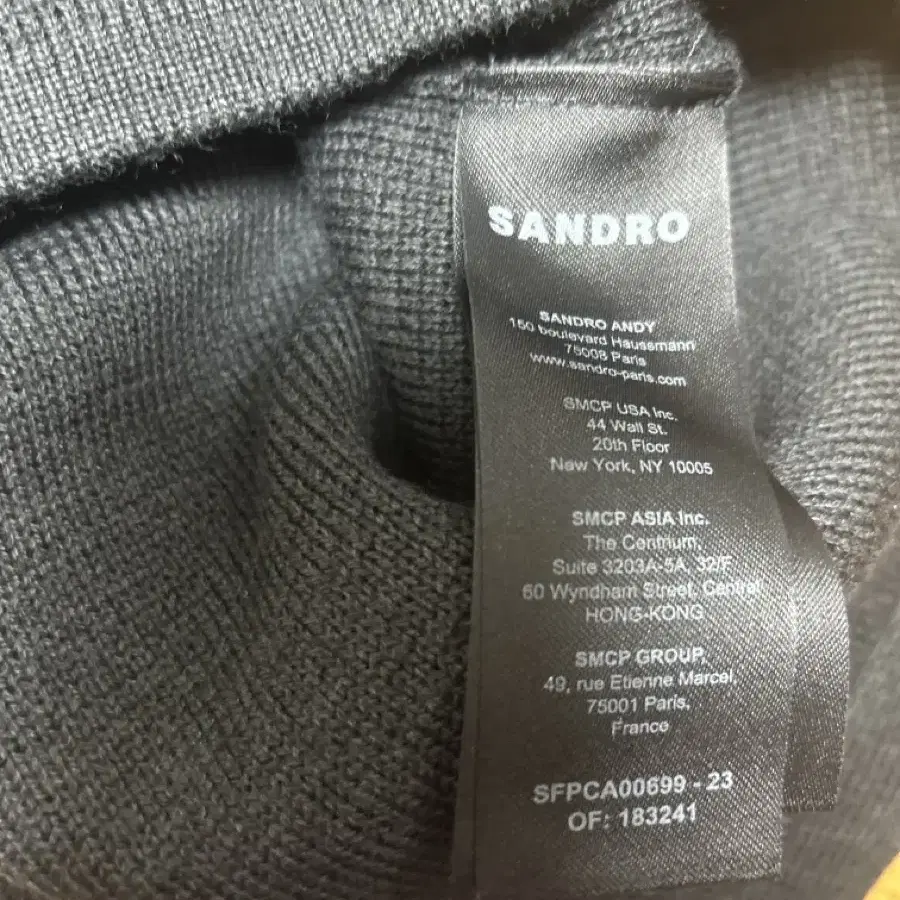 SANDRO
SANDRO ANDY
150 boulevard Haussmann
75008 Paris
www.sandro-paris.com
SMCP USA Inc.
44 Wall St.
20th Floor
New York, NY 10005
SMCP ASIA Inc.
The Centrium,
Suite 3203A-5A, 32/F
60 Wyndham Street, Central
HONG-KONG
SMCP GROUP,
49, rue Etienne Marcel,
75001 Paris,
France
SFPCA00699 - 23
OF: 183241